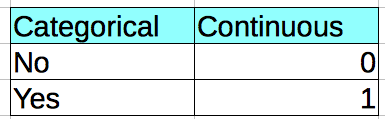 Categorical Continuous
No 0
Yes 1